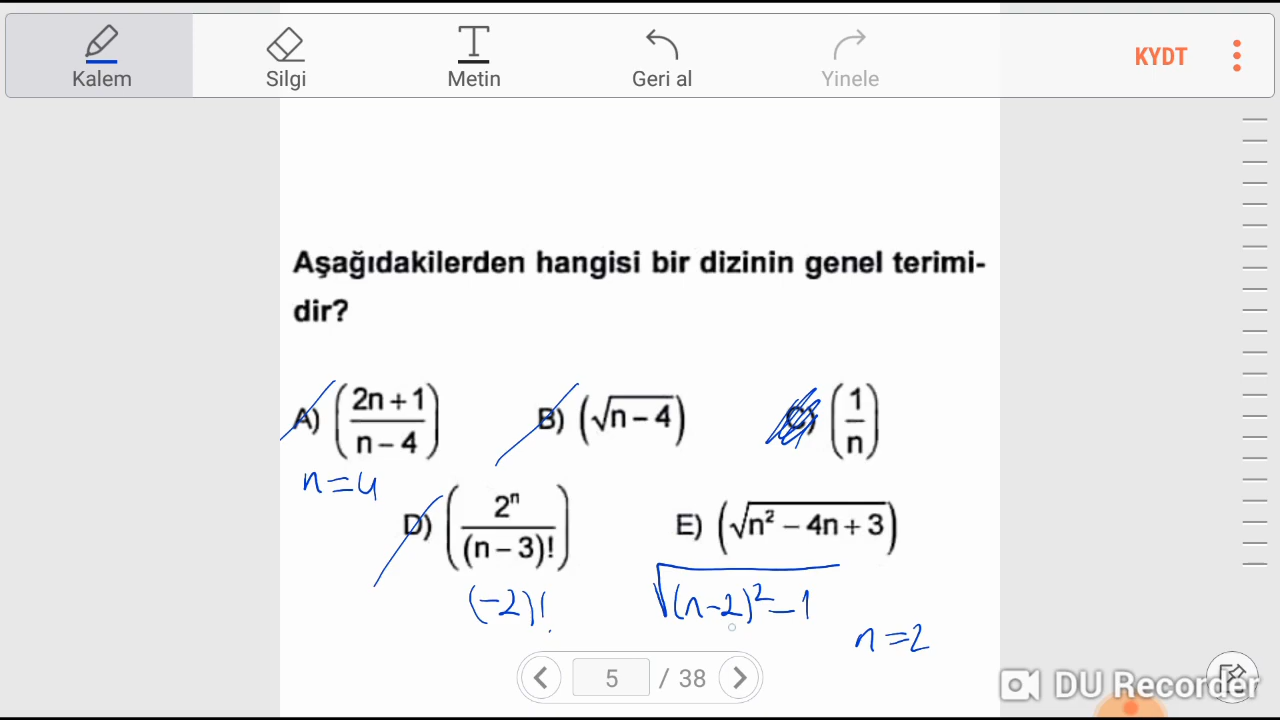 Kalem Silgi Metin Geri al Yinele KYDT
Aşağıdakilerden hangisi bir dizinin genel terimi-
dir?
A) (2n+1 / n-4) B) (√n-4) C) (1/n)
n=4
D) (2ⁿ / (n-3)!) E) (√n²-4n+3)
(-2)! √(n-2)²-1
n=2
5 / 38
DU Recorder